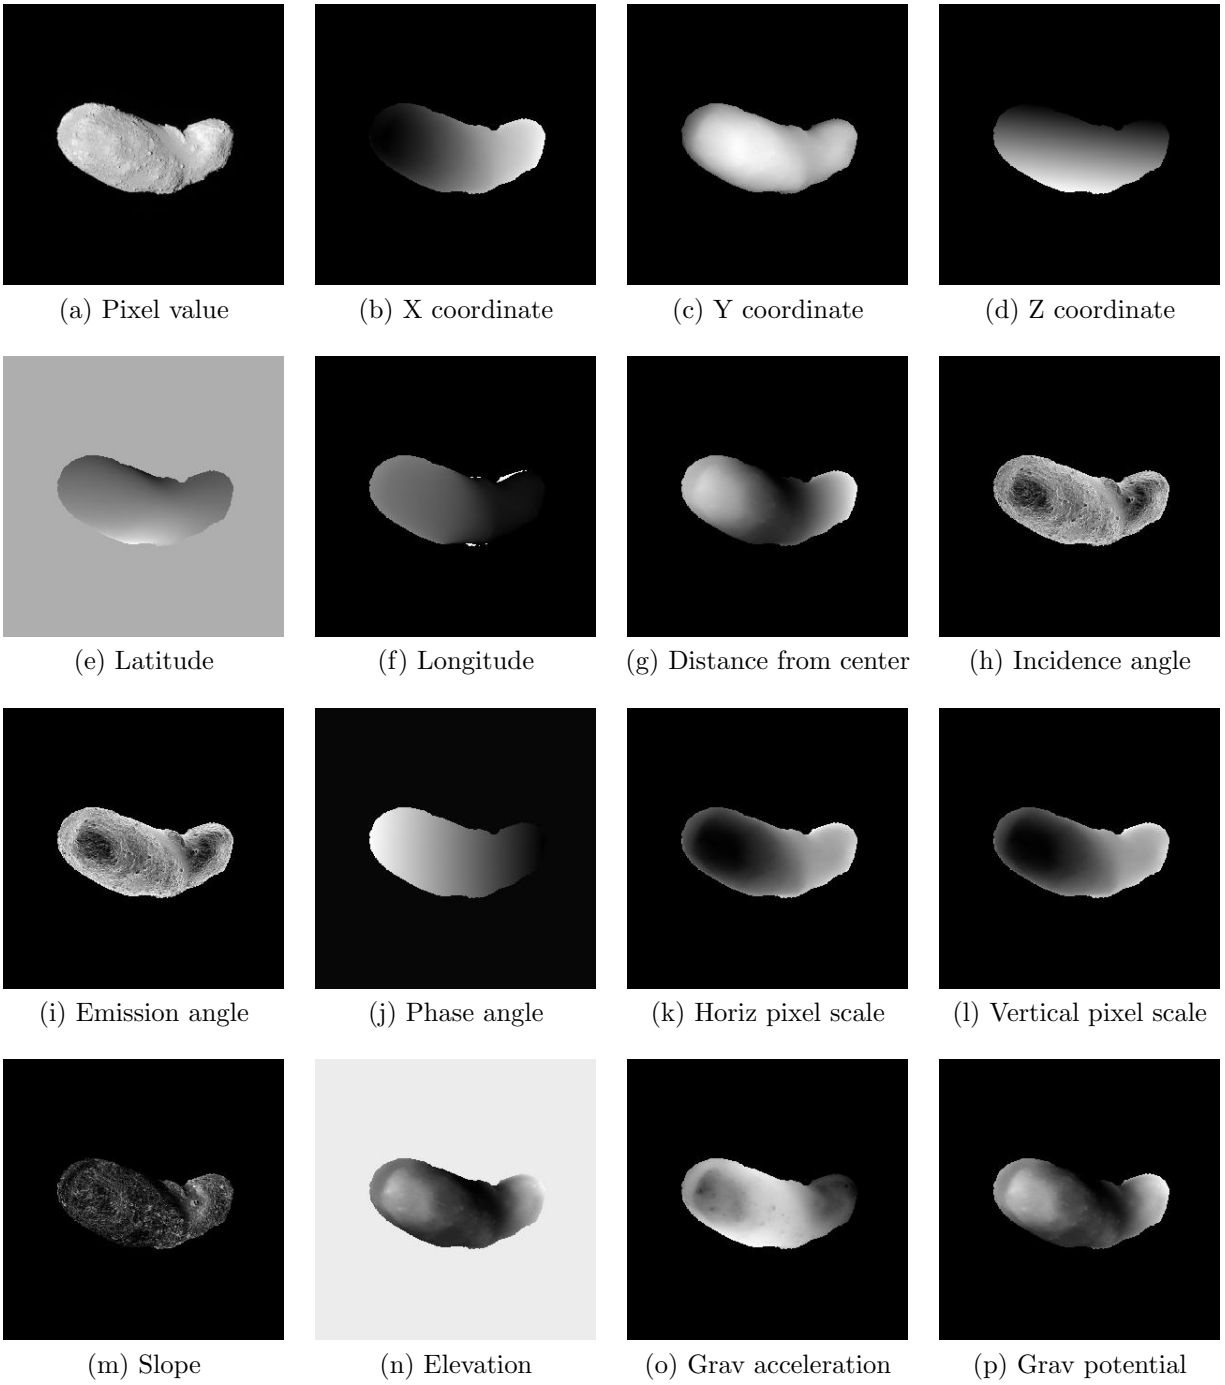 (a) Pixel value
(b) X coordinate
(c) Y coordinate
(d) Z coordinate
(e) Latitude
(f) Longitude
(g) Distance from center
(h) Incidence angle
(i) Emission angle
(j) Phase angle
(k) Horiz pixel scale
(l) Vertical pixel scale
(m) Slope
(n) Elevation
(o) Grav acceleration
(p) Grav potential